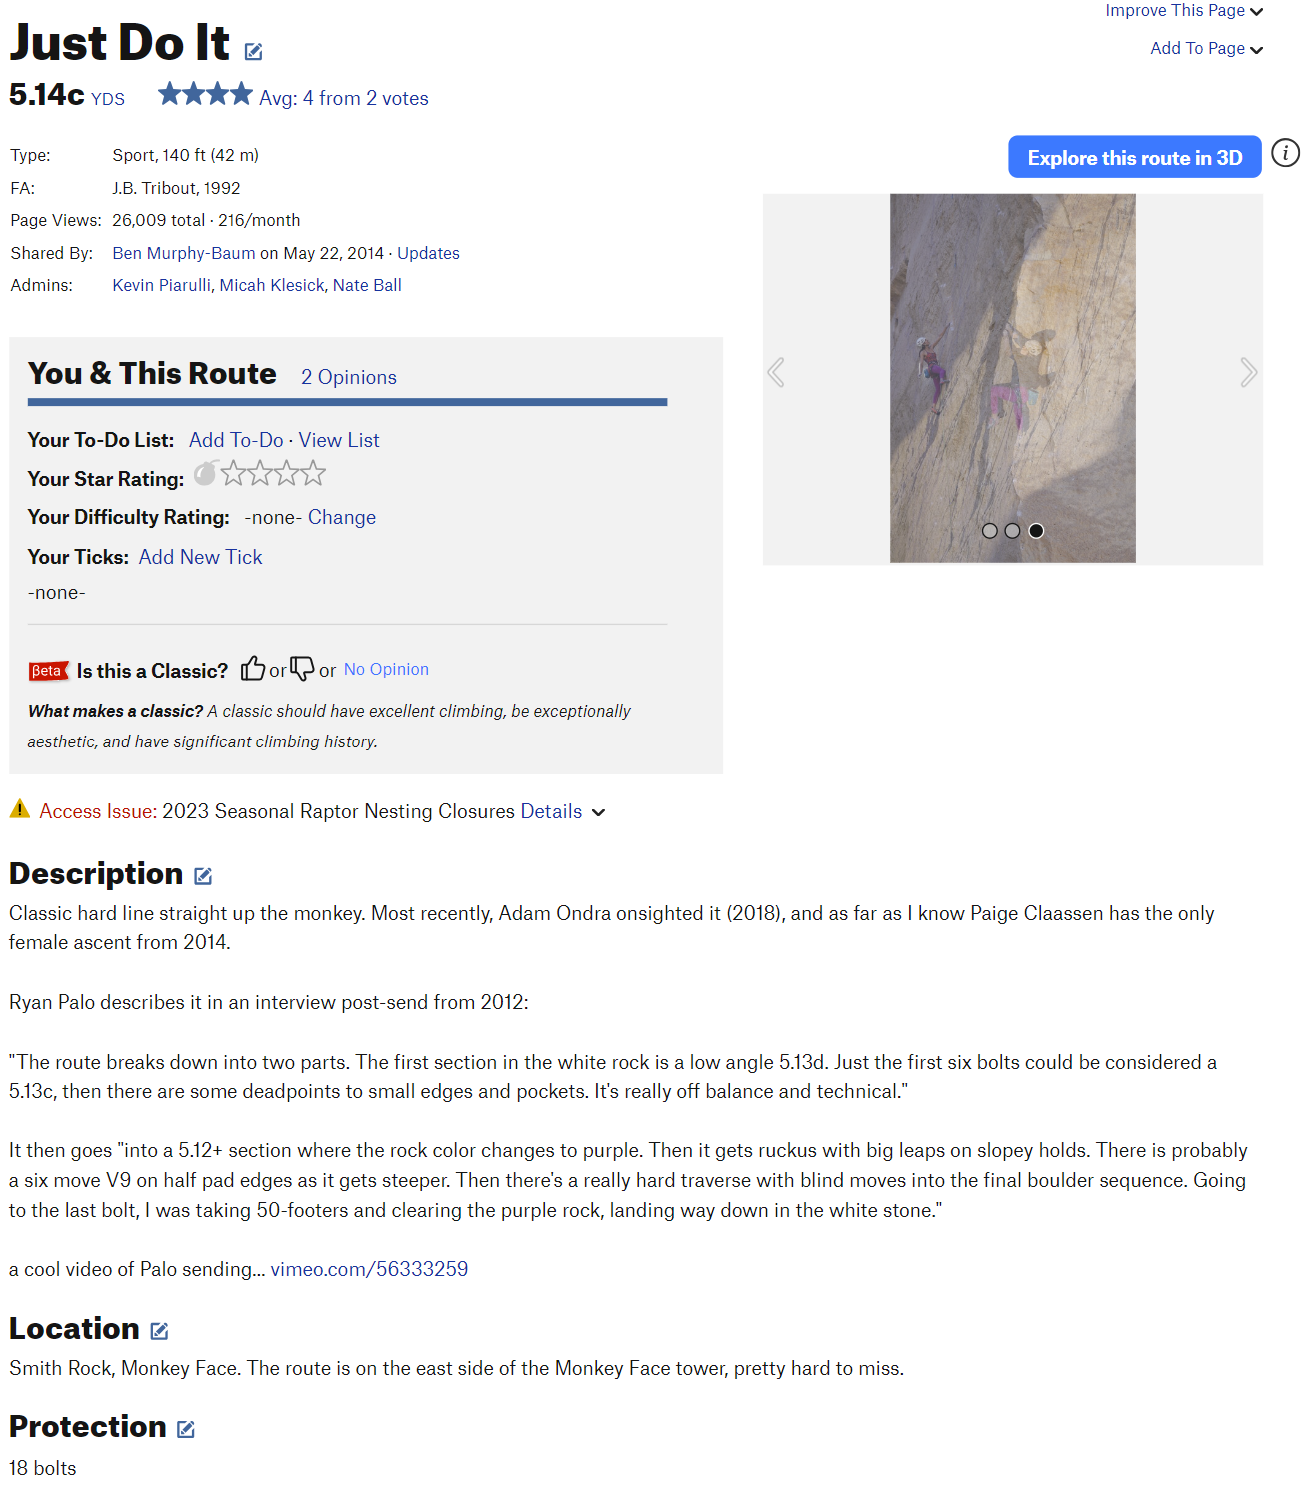 Improve This Page
Just Do It
Add To Page
5.14c YDS Avg: 4 from 2 votes
Type: Sport, 140 ft (42 m)
FA: J.B. Tribout, 1992
Page Views: 26,009 total · 216/month
Shared By: Ben Murphy-Baum on May 22, 2014 · Updates
Admins: Kevin Piarulli, Micah Klesick, Nate Ball
Explore this route in 3D
i
You & This Route 2 Opinions
Your To-Do List: Add To-Do · View List
Your Star Rating:
Your Difficulty Rating: -none- Change
Your Ticks: Add New Tick
-none-
βeta Is this a Classic? or or No Opinion
What makes a classic? A classic should have excellent climbing, be exceptionally
aesthetic, and have significant climbing history.
Access Issue: 2023 Seasonal Raptor Nesting Closures Details
Description
Classic hard line straight up the monkey. Most recently, Adam Ondra onsighted it (2018), and as far as I know Paige Claassen has the only
female ascent from 2014.
Ryan Palo describes it in an interview post-send from 2012:
"The route breaks down into two parts. The first section in the white rock is a low angle 5.13d. Just the first six bolts could be considered a
5.13c, then there are some deadpoints to small edges and pockets. It's really off balance and technical."
It then goes "into a 5.12+ section where the rock color changes to purple. Then it gets ruckus with big leaps on slopey holds. There is probably
a six move V9 on half pad edges as it gets steeper. Then there's a really hard traverse with blind moves into the final boulder sequence. Going
to the last bolt, I was taking 50-footers and clearing the purple rock, landing way down in the white stone."
a cool video of Palo sending... vimeo.com/56333259
Location
Smith Rock, Monkey Face. The route is on the east side of the Monkey Face tower, pretty hard to miss.
Protection
18 bolts